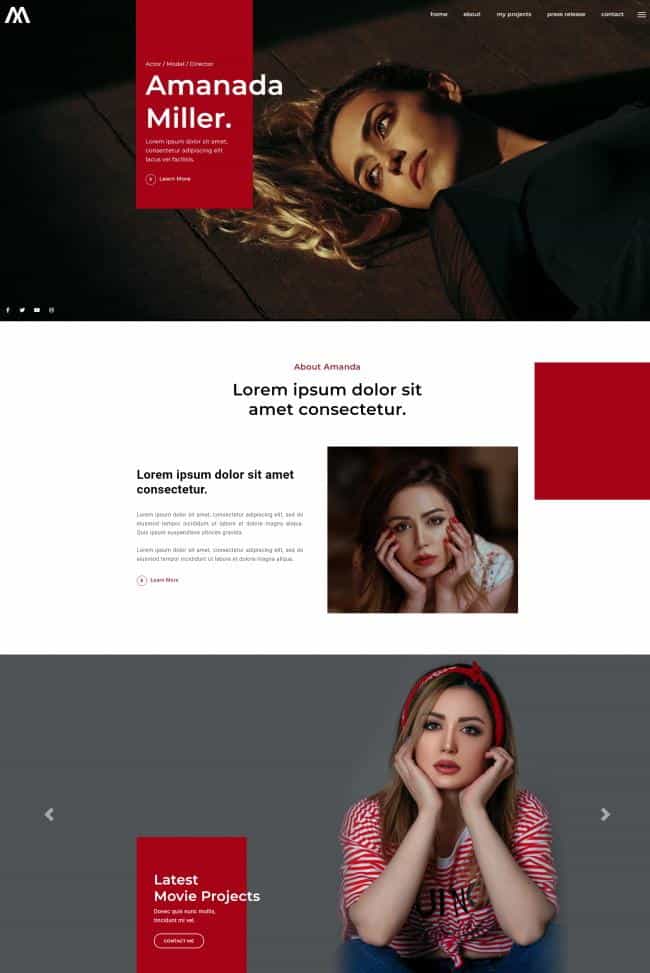 home about my projects press release contact
Actor / Model / Director
Amanada
Miller.
Lorem ipsum dolor sit amet,
consectetur adipiscing elit
lacus vel facilisis.
Learn More
About Amanda
Lorem ipsum dolor sit
amet consectetur.
Lorem ipsum dolor sit amet
consectetur.
Lorem ipsum dolor sit amet, consectetur adipiscing elit, sed do
eiusmod tempor incididunt ut labore et dolore magna aliqua.
Quis ipsum suspendisse ultrices gravida.
Lorem ipsum dolor sit amet, consectetur adipiscing elit, sed do
eiusmod tempor incididunt ut labore et dolore magna aliqua.
Learn More
Latest
Movie Projects
Donec quis nunc mollis,
tincidunt mi vel.
CONTACT ME